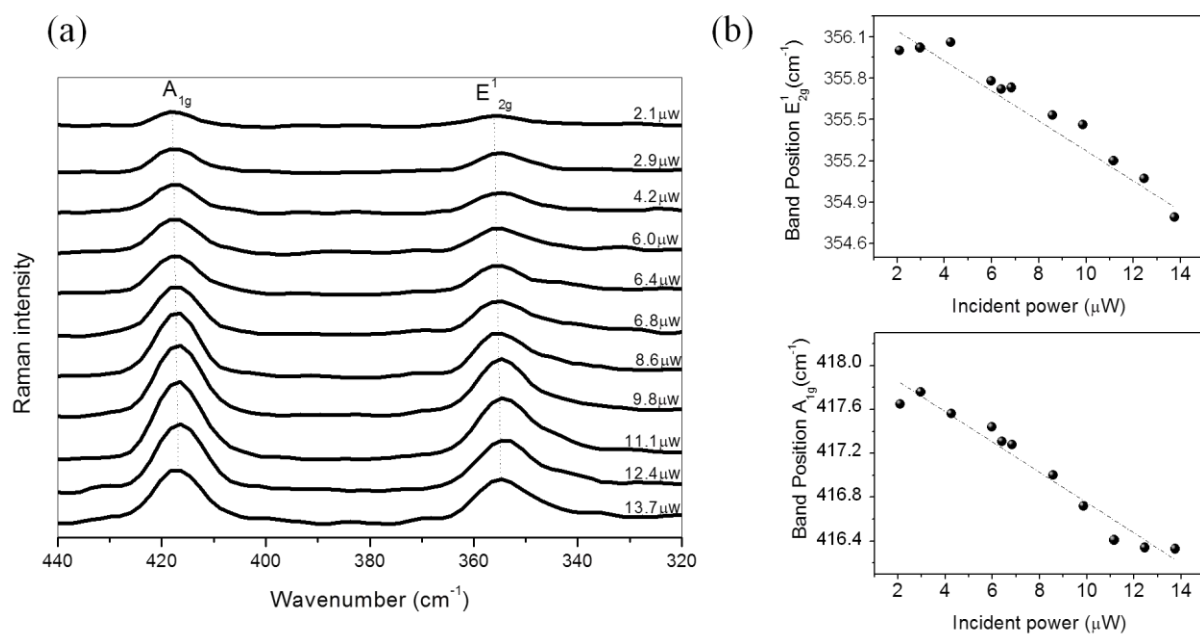 (a)
A1g
E12g
2.1μW
2.9μW
4.2μW
6.0μW
6.4μW
6.8μW
8.6μW
9.8μW
11.1μW
12.4μW
13.7μW
Raman intensity
440 420 400 380 360 340 320
Wavenumber (cm-1)
(b)
Band Position E12g(cm-1)
356.1
355.8
355.5
355.2
354.9
354.6
2 4 6 8 10 12 14
Incident power (μW)
Band Position A1g(cm-1)
418.0
417.6
417.2
416.8
416.4
2 4 6 8 10 12 14
Incident power (μW)